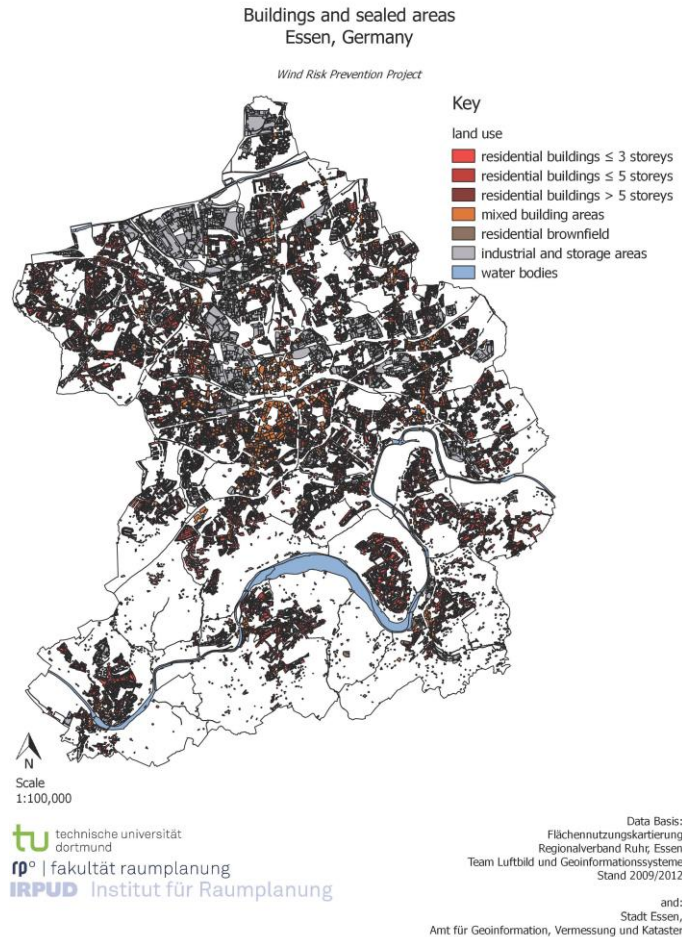 Buildings and sealed areas
Essen, Germany
Wind Risk Prevention Project
Key
land use
residential buildings ≤ 3 storeys
residential buildings ≤ 5 storeys
residential buildings > 5 storeys
mixed building areas
residential brownfield
industrial and storage areas
water bodies
N
Scale
1:100,000
tu technische universität
dortmund
rp° | fakultät raumplanung
IRPUD Institut für Raumplanung
Data Basis:
Flächennutzungskartierung
Regionalverband Ruhr, Essen
Team Luftbild und Geoinformationssysteme
Stand 2009/2012
and:
Stadt Essen,
Amt für Geoinformation, Vermessung und Kataster